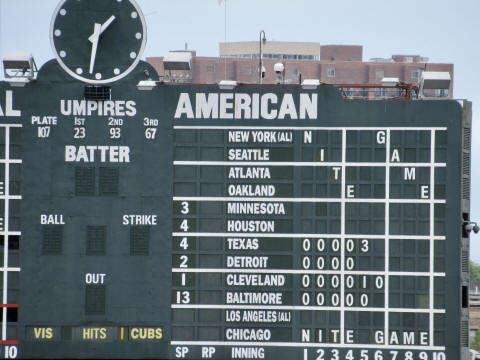 AL
UMPIRES
PLATE 1st 2nd 3rd
107 23 93 67
BATTER
BALL STRIKE
OUT
VIS HITS CUBS
10
AMERICAN
NEW YORK (AL) N G
SEATTLE I A
ATLANTA T M
OAKLAND E E
3 MINNESOTA
4 HOUSTON
4 TEXAS 0 0 0 0 3
2 DETROIT 0 0 0 0
1 CLEVELAND 0 0 0 0 1 0
13 BALTIMORE 0 0 0 0 0
LOS ANGELES (AL)
CHICAGO N I T E G A M E
SP RP INNING 1 2 3 4 5 6 7 8 9 10